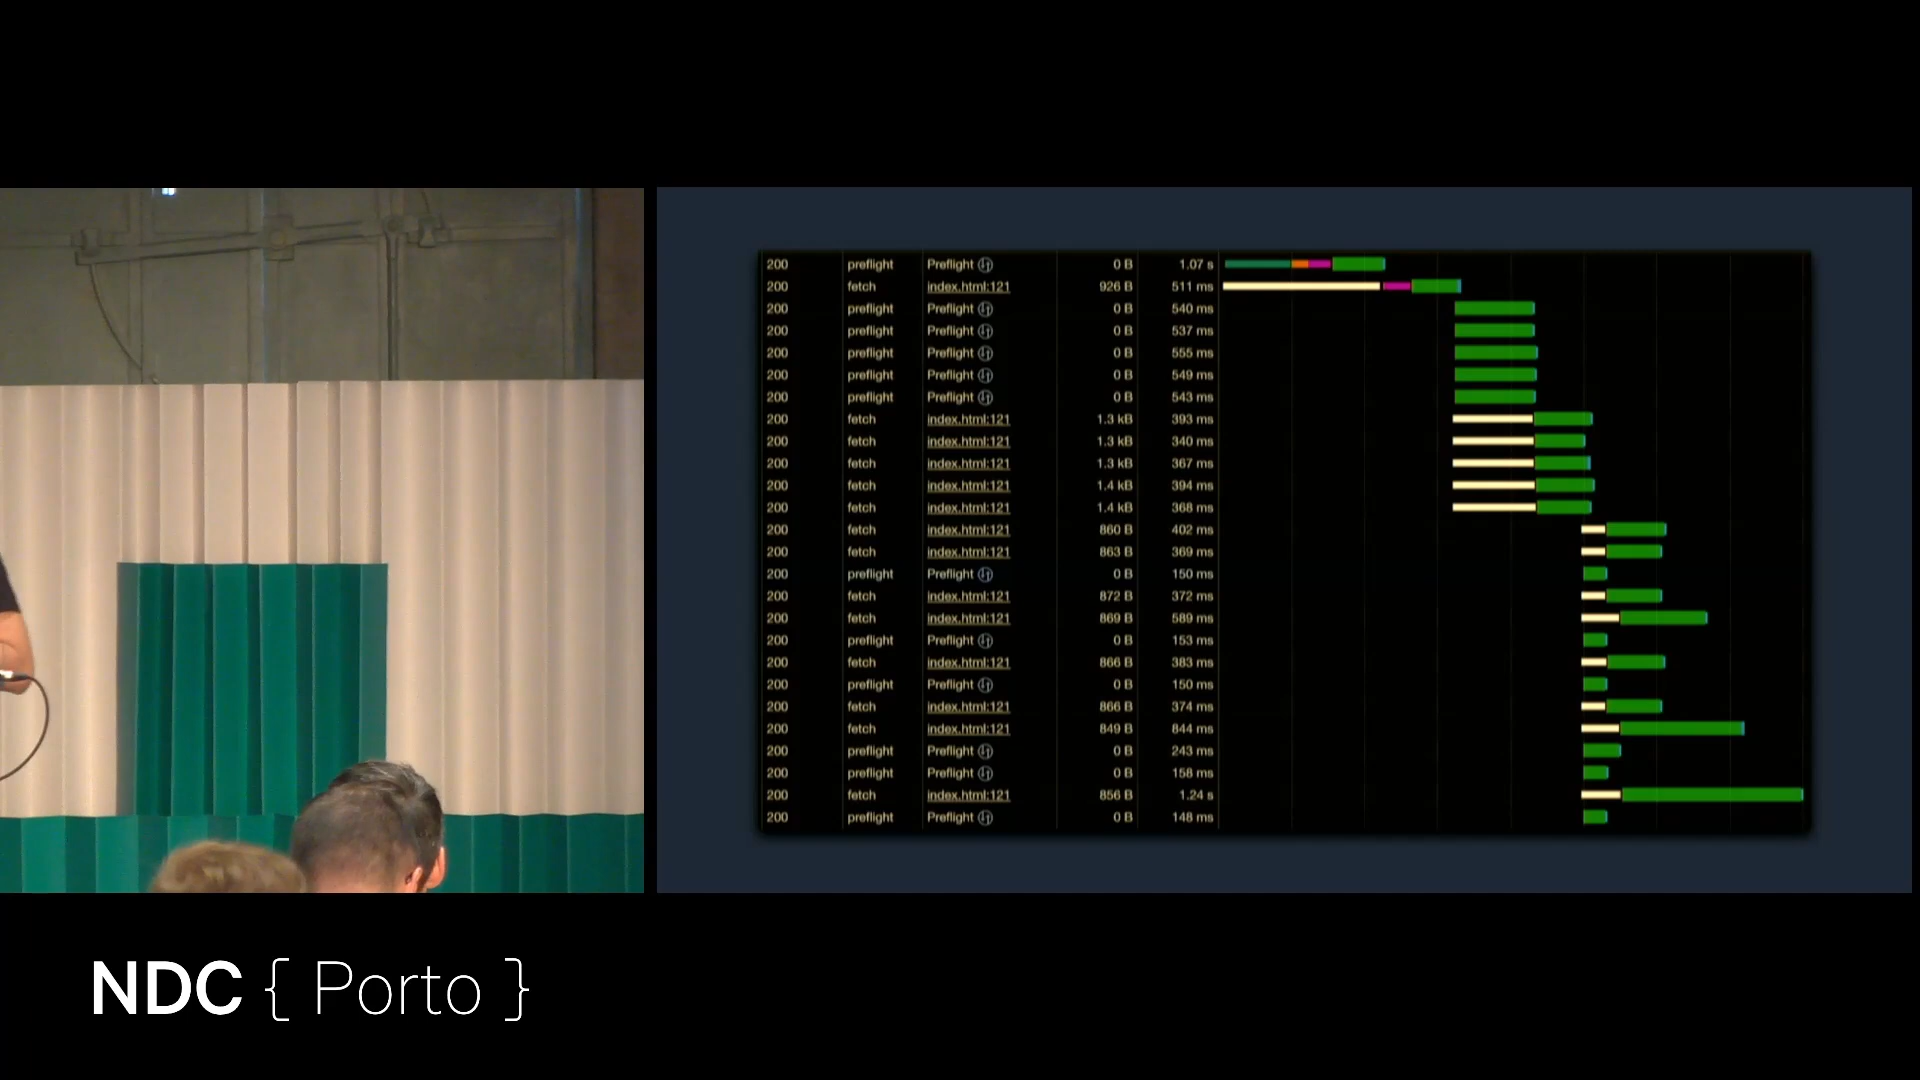 200 preflight Preflight 0 B 1.07 s
200 fetch index.html:121 926 B 511 ms
200 preflight Preflight 0 B 540 ms
200 preflight Preflight 0 B 537 ms
200 preflight Preflight 0 B 555 ms
200 preflight Preflight 0 B 549 ms
200 preflight Preflight 0 B 543 ms
200 fetch index.html:121 1.3 kB 393 ms
200 fetch index.html:121 1.3 kB 340 ms
200 fetch index.html:121 1.3 kB 367 ms
200 fetch index.html:121 1.4 kB 394 ms
200 fetch index.html:121 1.4 kB 368 ms
200 fetch index.html:121 860 B 402 ms
200 fetch index.html:121 863 B 369 ms
200 preflight Preflight 0 B 150 ms
200 fetch index.html:121 872 B 372 ms
200 fetch index.html:121 869 B 589 ms
200 preflight Preflight 0 B 153 ms
200 fetch index.html:121 866 B 383 ms
200 preflight Preflight 0 B 150 ms
200 fetch index.html:121 866 B 374 ms
200 fetch index.html:121 849 B 844 ms
200 preflight Preflight 0 B 243 ms
200 preflight Preflight 0 B 158 ms
200 fetch index.html:121 856 B 1.24 s
200 preflight Preflight 0 B 148 ms
NDC { Porto }